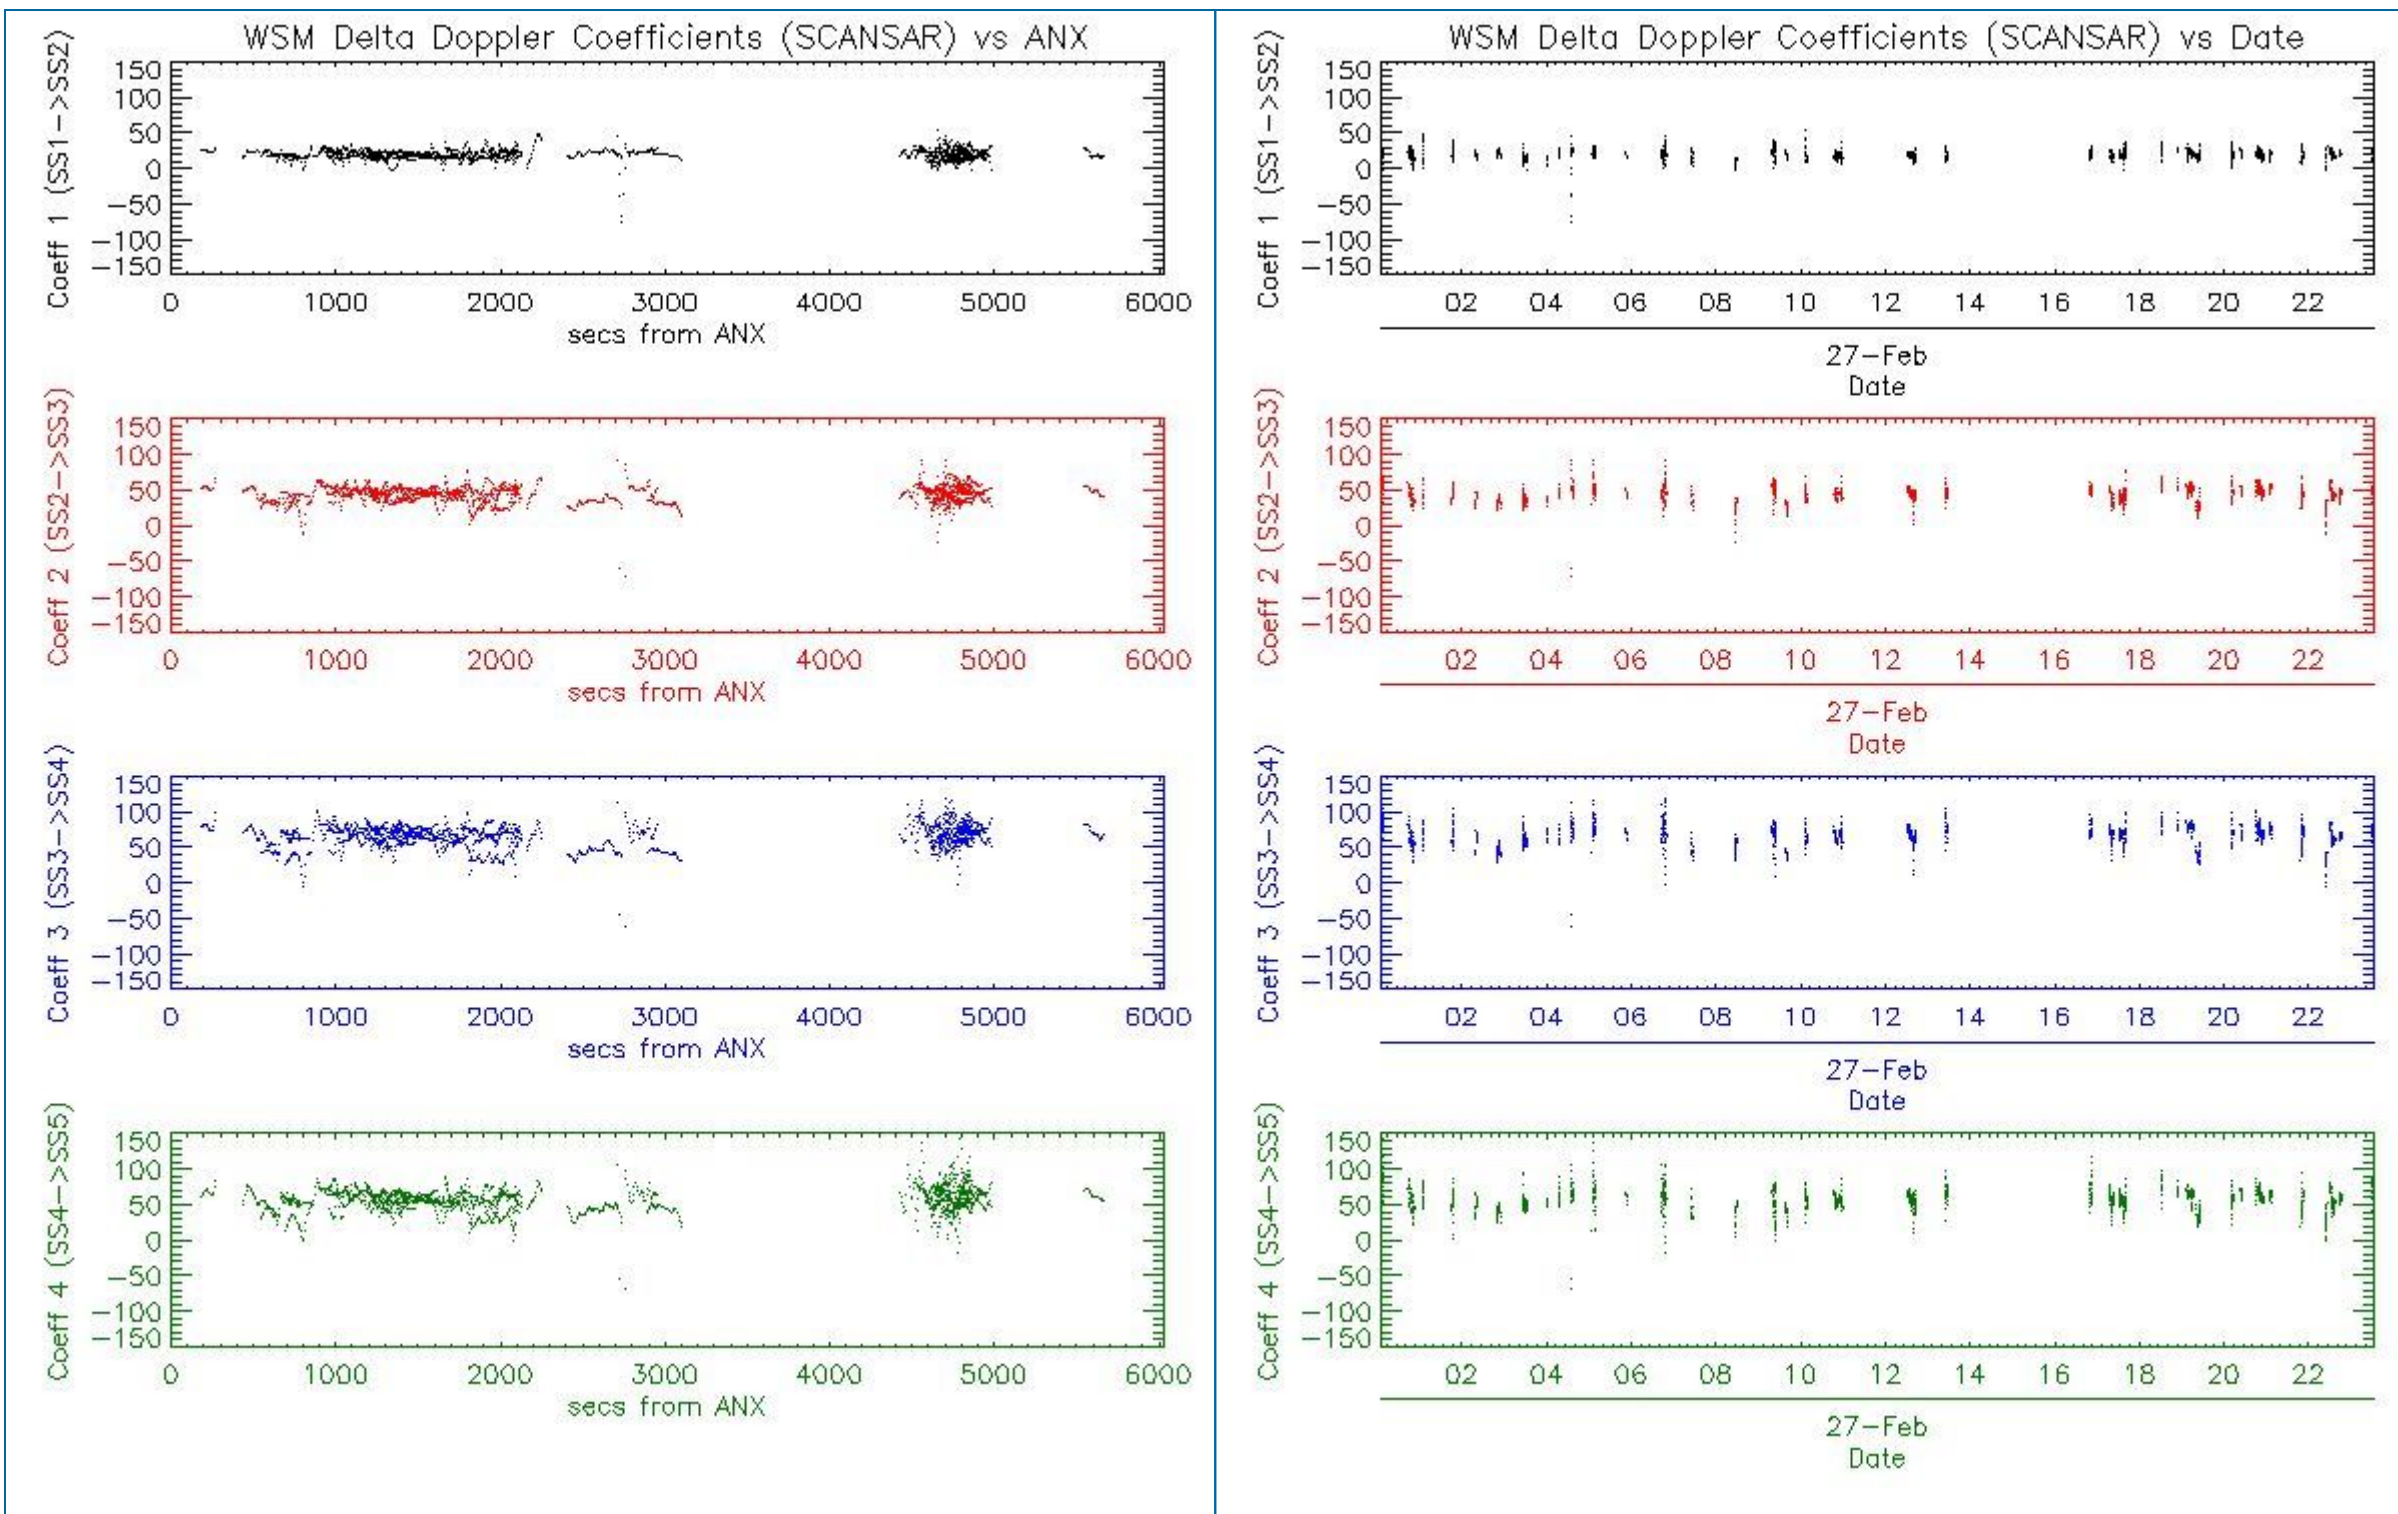 WSM Delta Doppler Coefficients (SCANSAR) vs ANX
Coeff 1 (SS1->SS2)
150
100
50
0
-50
-100
-150
0 1000 2000 3000 4000 5000 6000
secs from ANX
Coeff 2 (SS2->SS3)
150
100
50
0
-50
-100
-150
0 1000 2000 3000 4000 5000 6000
secs from ANX
Coeff 3 (SS3->SS4)
150
100
50
0
-50
-100
-150
0 1000 2000 3000 4000 5000 6000
secs from ANX
Coeff 4 (SS4->SS5)
150
100
50
0
-50
-100
-150
0 1000 2000 3000 4000 5000 6000
secs from ANX
WSM Delta Doppler Coefficients (SCANSAR) vs Date
Coeff 1 (SS1->SS2)
150
100
50
0
-50
-100
-150
02 04 06 08 10 12 14 16 18 20 22
27-Feb
Date
Coeff 2 (SS2->SS3)
150
100
50
0
-50
-100
-150
02 04 06 08 10 12 14 16 18 20 22
27-Feb
Date
Coeff 3 (SS3->SS4)
150
100
50
0
-50
-100
-150
02 04 06 08 10 12 14 16 18 20 22
27-Feb
Date
Coeff 4 (SS4->SS5)
150
100
50
0
-50
-100
-150
02 04 06 08 10 12 14 16 18 20 22
27-Feb
Date